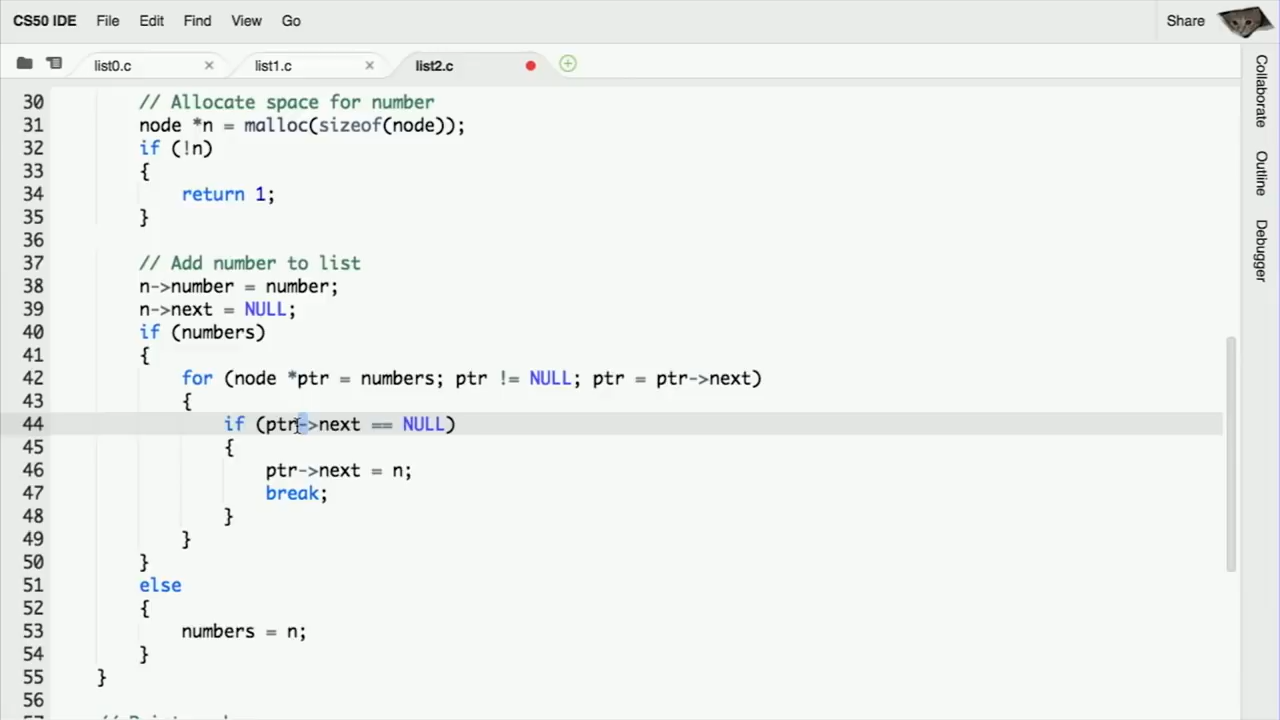 CS50 IDE File Edit Find View Go Share
list0.c × list1.c × list2.c
30 // Allocate space for number
31 node *n = malloc(sizeof(node));
32 if (!n)
33 {
34 return 1;
35 }
36
37 // Add number to list
38 n->number = number;
39 n->next = NULL;
40 if (numbers)
41 {
42 for (node *ptr = numbers; ptr != NULL; ptr = ptr->next)
43 {
44 if (ptr->next == NULL)
45 {
46 ptr->next = n;
47 break;
48 }
49 }
50 }
51 else
52 {
53 numbers = n;
54 }
55 }
56
57
Collaborate
Outline
Debugger